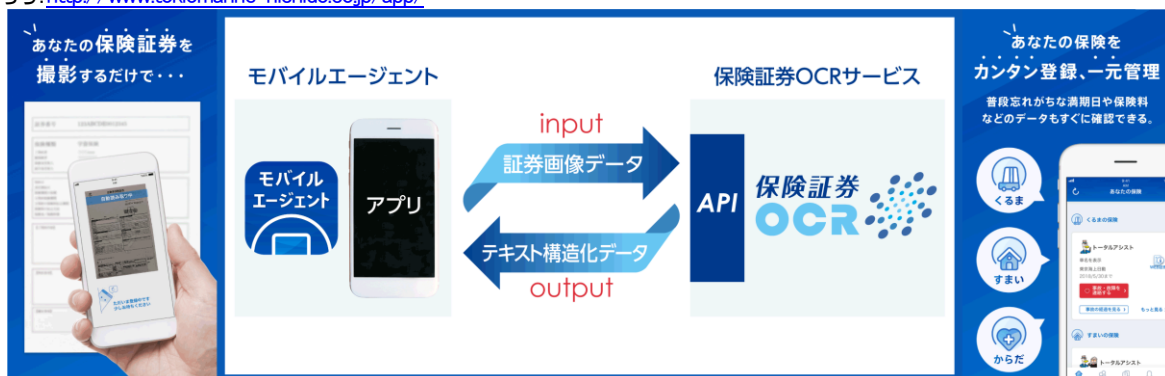 http://www.tokiomarine-nichido.co.jp/app/
あなたの保険証券を
撮影するだけで・・・
モバイルエージェント
保険証券OCRサービス
input
証券画像データ
モバイル
エージェント
アプリ
API
保険証券
OCR
テキスト構造化データ
output
あなたの保険を
カンタン登録、一元管理
普段忘れがちな満期日や保険料
などのデータもすぐに確認できる。
くるま
すまい
からだ
あなたの保険
くるまの保険
トータルアシスト
もっと見る
すまいの保険
トータルアシスト